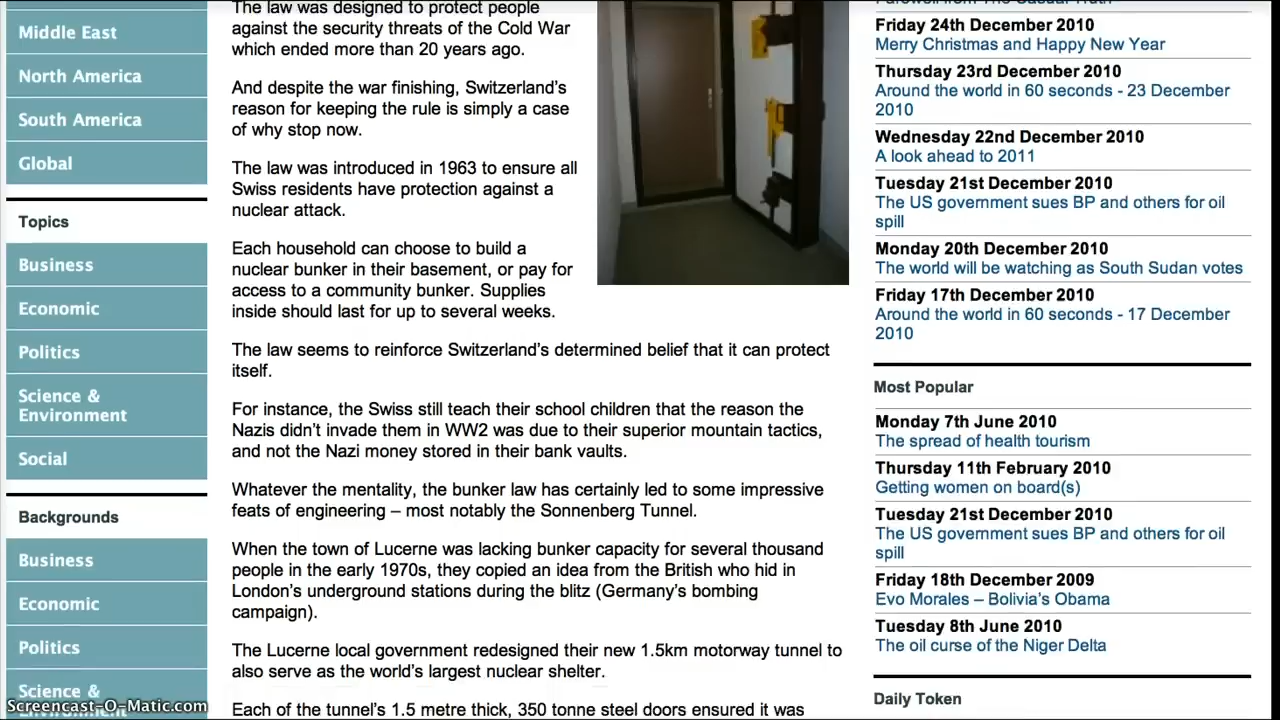 Middle East
North America
South America
Global
Topics
Business
Economic
Politics
Science &
Environment
Social
Backgrounds
Business
Economic
Politics
Science &
Screencast-O-Matic.com
The law was designed to protect people
against the security threats of the Cold War
which ended more than 20 years ago.
And despite the war finishing, Switzerland's
reason for keeping the rule is simply a case
of why stop now.
The law was introduced in 1963 to ensure all
Swiss residents have protection against a
nuclear attack.
Each household can choose to build a
nuclear bunker in their basement, or pay for
access to a community bunker. Supplies
inside should last for up to several weeks.
The law seems to reinforce Switzerland's determined belief that it can protect
itself.
For instance, the Swiss still teach their school children that the reason the
Nazis didn't invade them in WW2 was due to their superior mountain tactics,
and not the Nazi money stored in their bank vaults.
Whatever the mentality, the bunker law has certainly led to some impressive
feats of engineering – most notably the Sonnenberg Tunnel.
When the town of Lucerne was lacking bunker capacity for several thousand
people in the early 1970s, they copied an idea from the British who hid in
London's underground stations during the blitz (Germany's bombing
campaign).
The Lucerne local government redesigned their new 1.5km motorway tunnel to
also serve as the world's largest nuclear shelter.
Each of the tunnel's 1.5 metre thick, 350 tonne steel doors ensured it was
Farewell from The Casual Truth
Friday 24th December 2010
Merry Christmas and Happy New Year
Thursday 23rd December 2010
Around the world in 60 seconds - 23 December
2010
Wednesday 22nd December 2010
A look ahead to 2011
Tuesday 21st December 2010
The US government sues BP and others for oil
spill
Monday 20th December 2010
The world will be watching as South Sudan votes
Friday 17th December 2010
Around the world in 60 seconds - 17 December
2010
Most Popular
Monday 7th June 2010
The spread of health tourism
Thursday 11th February 2010
Getting women on board(s)
Tuesday 21st December 2010
The US government sues BP and others for oil
spill
Friday 18th December 2009
Evo Morales – Bolivia's Obama
Tuesday 8th June 2010
The oil curse of the Niger Delta
Daily Token